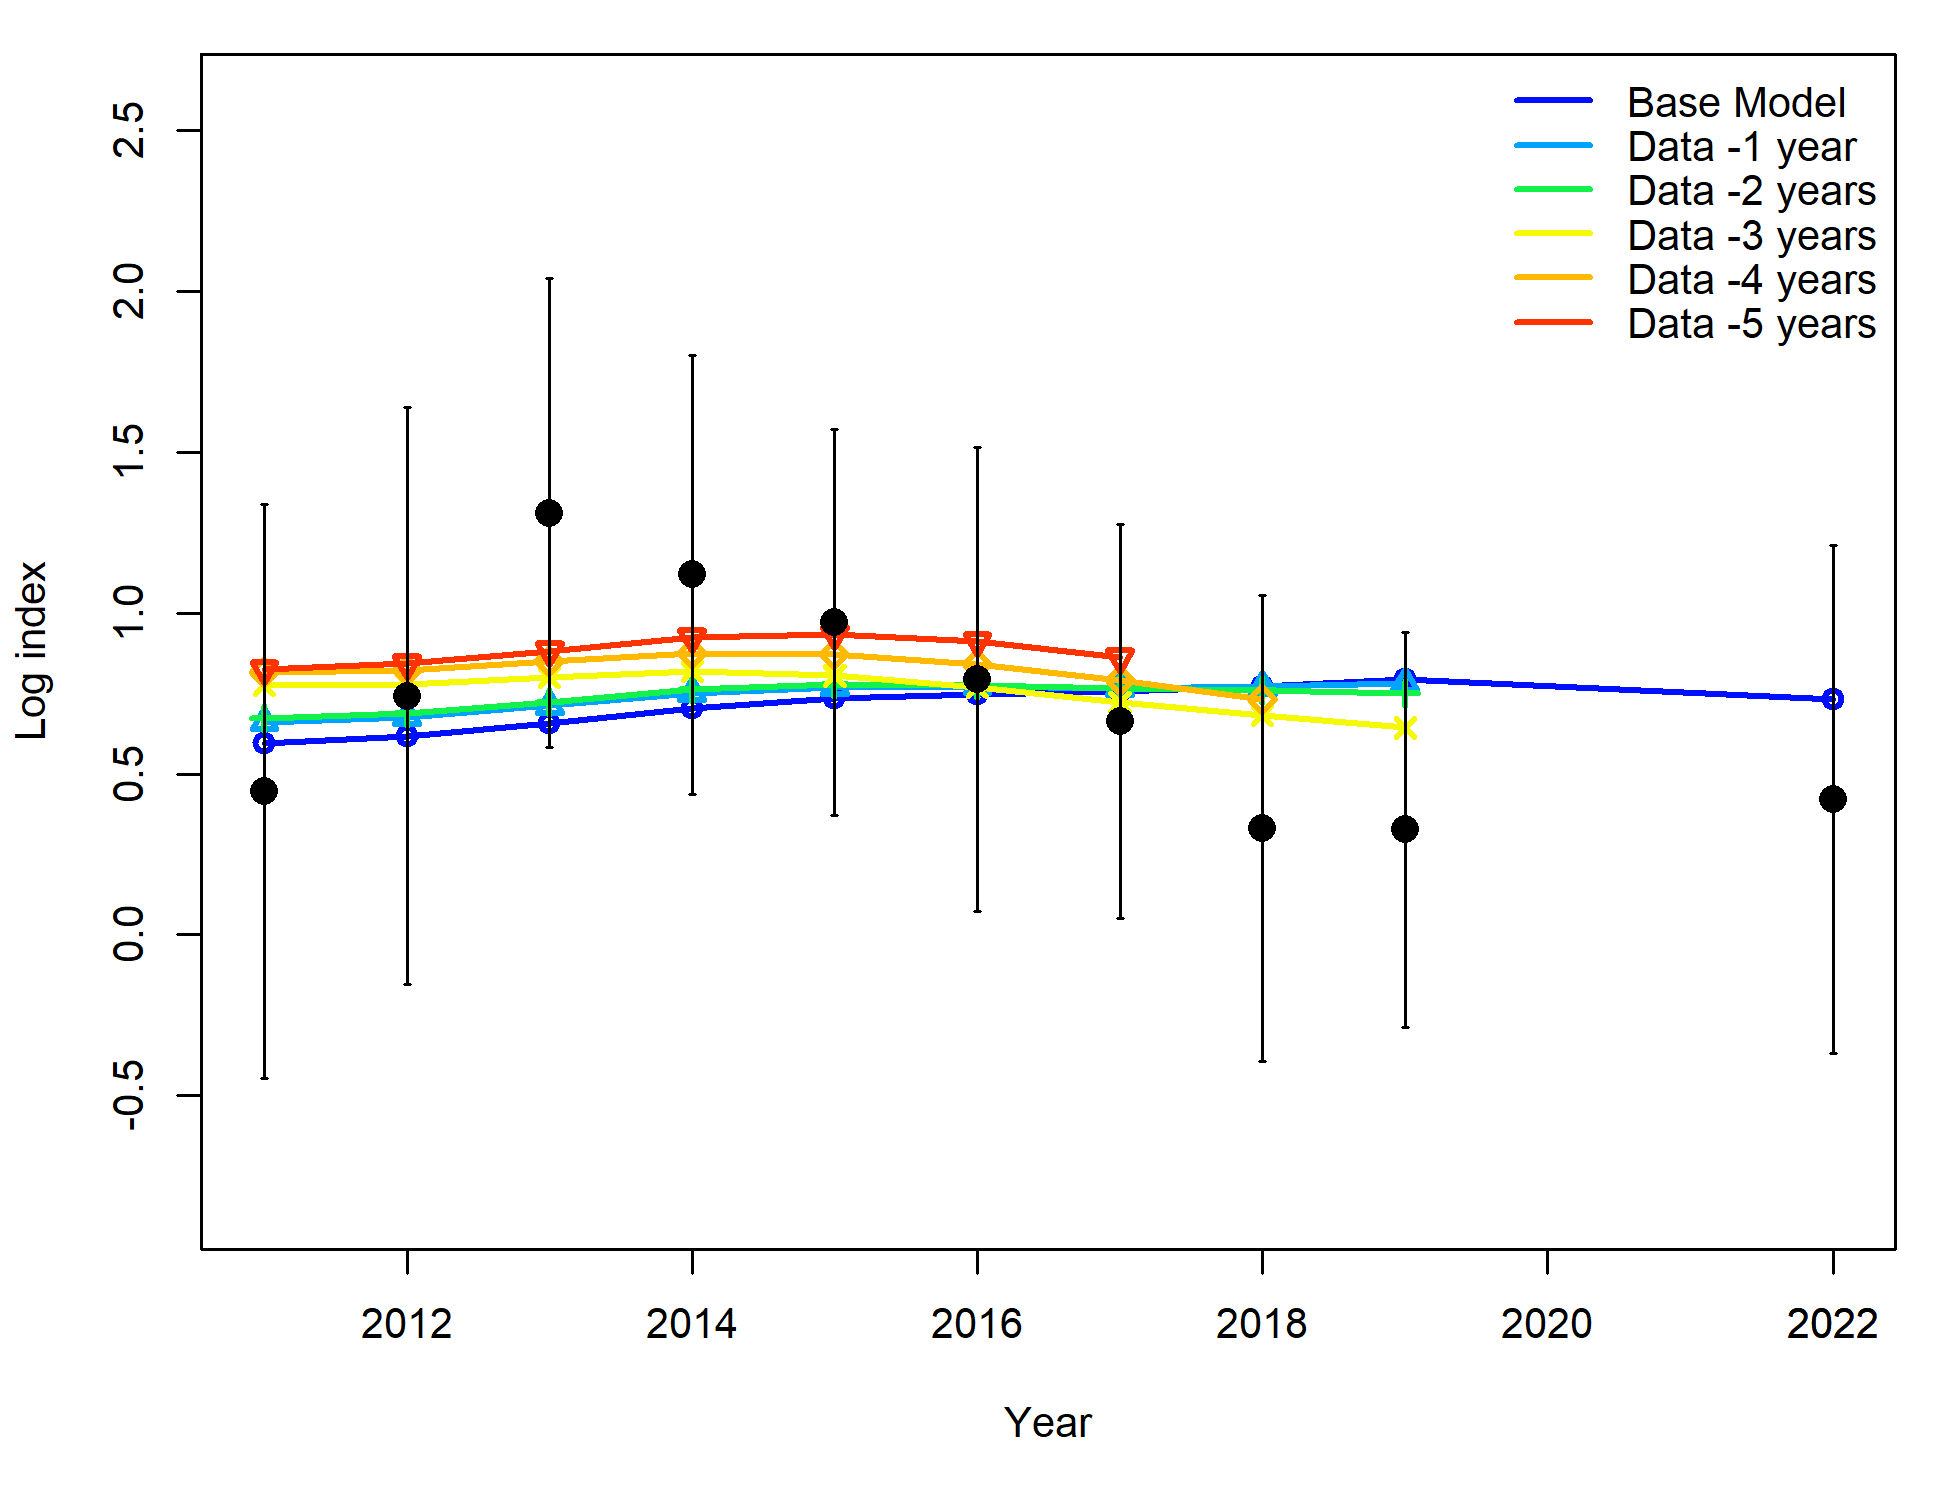 Base Model
Data -1 year
Data -2 years
Data -3 years
Data -4 years
Data -5 years
2.5
2.0
1.5
1.0
0.5
0.0
-0.5
Log index
2012 2014 2016 2018 2020 2022
Year